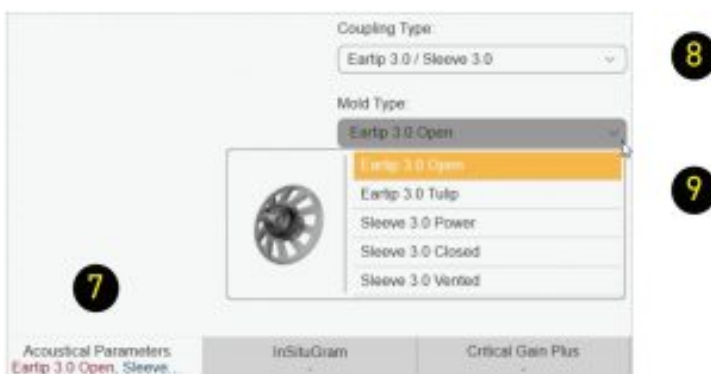 Coupling Type:
Eartip 3.0 / Sleeve 3.0
8
Mold Type:
Eartip 3.0 Open
Eartip 3.0 Open
9
Eartip 3.0 Tulip
Sleeve 3.0 Power
Sleeve 3.0 Closed
Sleeve 3.0 Vented
7
Acoustical Parameters
Eartip 3.0 Open, Sleeve...
InSituGram
-
Critical Gain Plus
-